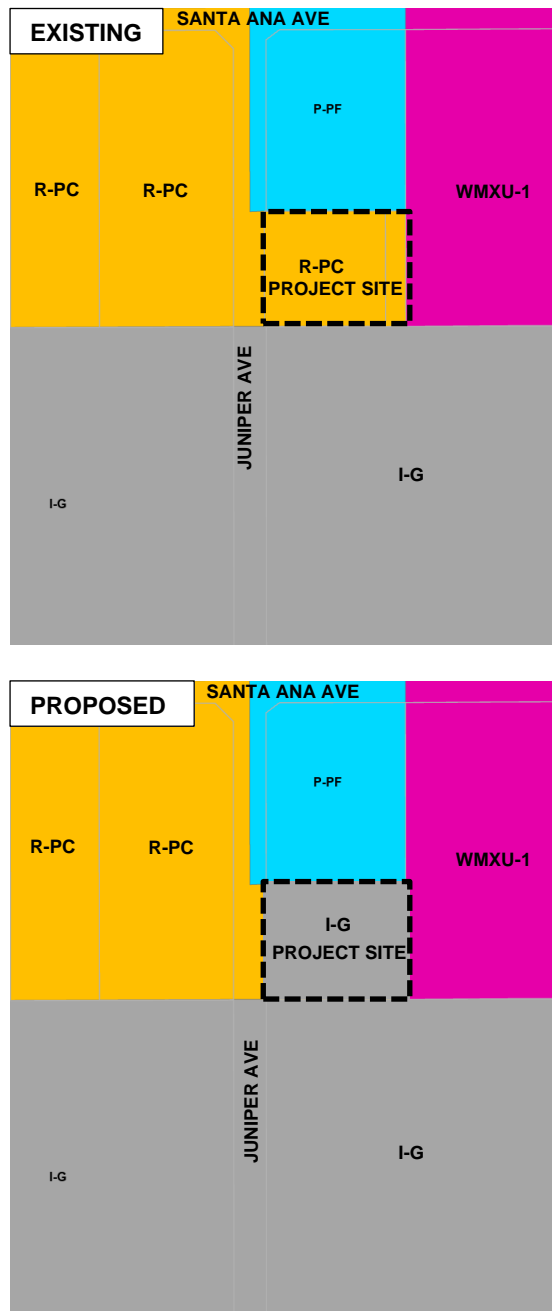 SANTA ANA AVE
EXISTING
P-PF
R-PC
R-PC
WMXU-1
R-PC
PROJECT SITE
JUNIPER AVE
I-G
I-G
SANTA ANA AVE
PROPOSED
P-PF
R-PC
R-PC
WMXU-1
I-G
PROJECT SITE
JUNIPER AVE
I-G
I-G